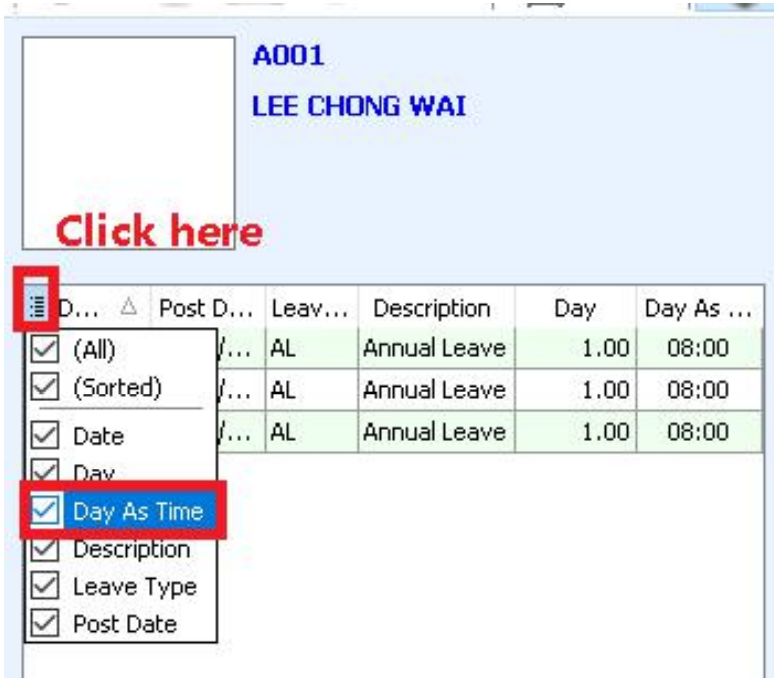 A001
LEE CHONG WAI
Click here
D... Post D... Leav... Description Day Day As ...
(All) /... AL Annual Leave 1.00 08:00
(Sorted) /... AL Annual Leave 1.00 08:00
Date /... AL Annual Leave 1.00 08:00
Day
Day As Time
Description
Leave Type
Post Date